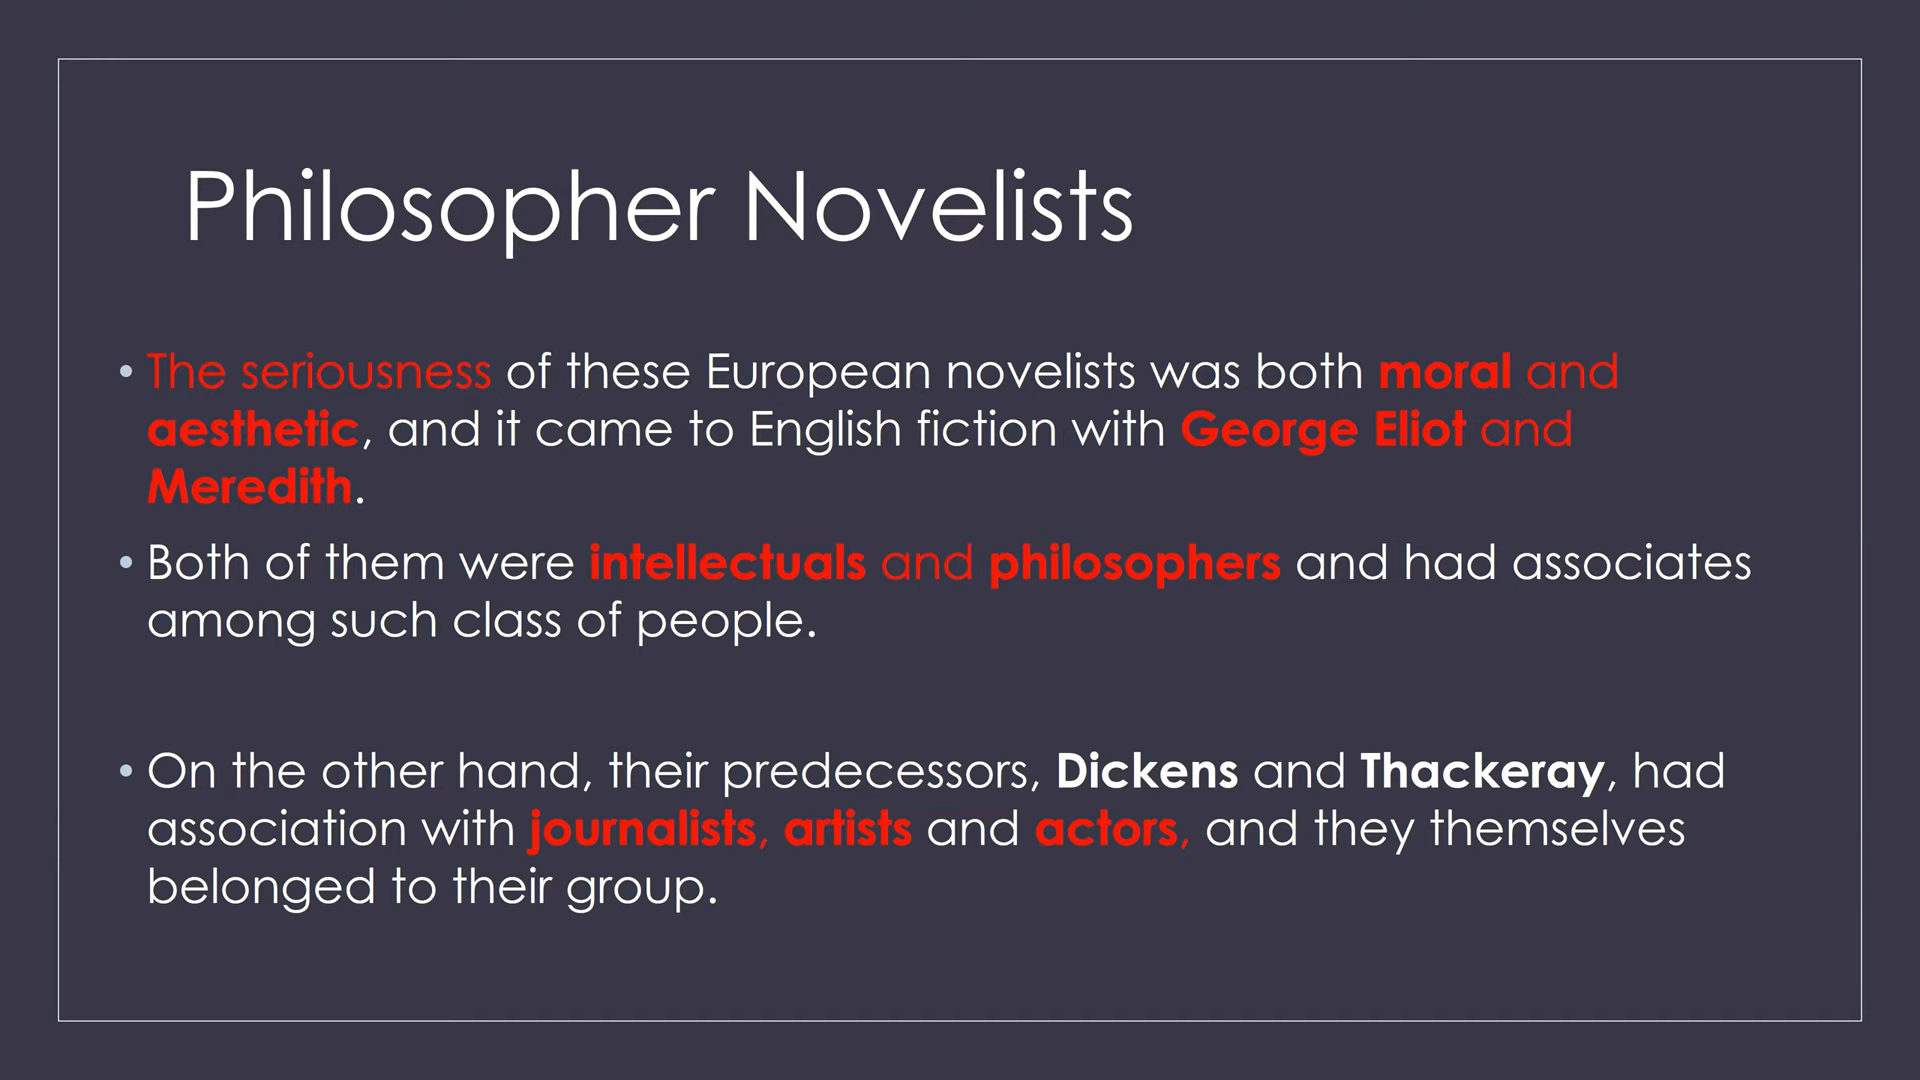 Philosopher Novelists
• The seriousness of these European novelists was both moral and
aesthetic, and it came to English fiction with George Eliot and
Meredith.
• Both of them were intellectuals and philosophers and had associates
among such class of people.
• On the other hand, their predecessors, Dickens and Thackeray, had
association with journalists, artists and actors, and they themselves
belonged to their group.